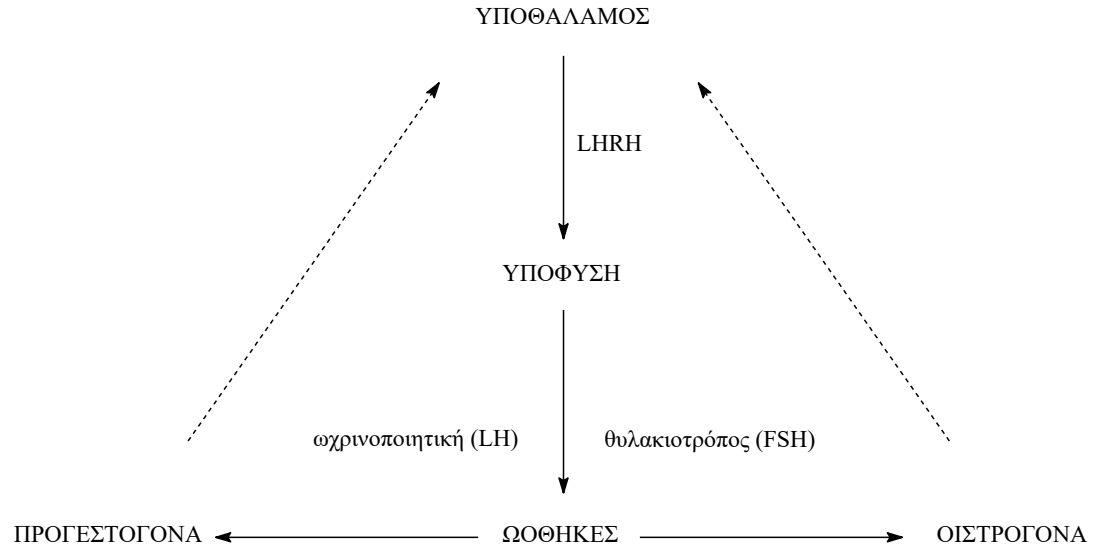 ΥΠΟΘΑΛΑΜΟΣ
LHRH
ΥΠΟΦΥΣΗ
ωχρινοποιητική (LH)
θυλακιοτρόπος (FSH)
ΠΡΟΓΕΣΤΟΓΟΝΑ
ΩΟΘΗΚΕΣ
ΟΙΣΤΡΟΓΟΝΑ